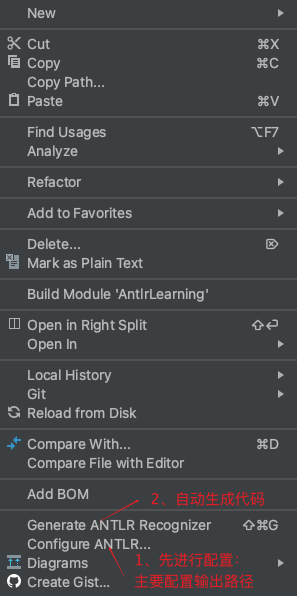 New
Cut ⌘X
Copy ⌘C
Copy Path...
Paste ⌘V
Find Usages ⌥F7
Analyze
Refactor
Add to Favorites
Delete... ⌦
Mark as Plain Text
Build Module 'AntlrLearning'
Open in Right Split ⇧⏎
Open In
Local History
Git
Reload from Disk
Compare With... ⌘D
Compare File with Editor
Add BOM
2、自动生成代码
Generate ANTLR Recognizer ⇧⌘G
Configure ANTLR...
1、先进行配置：
主要配置输出路径
Diagrams
Create Gist...